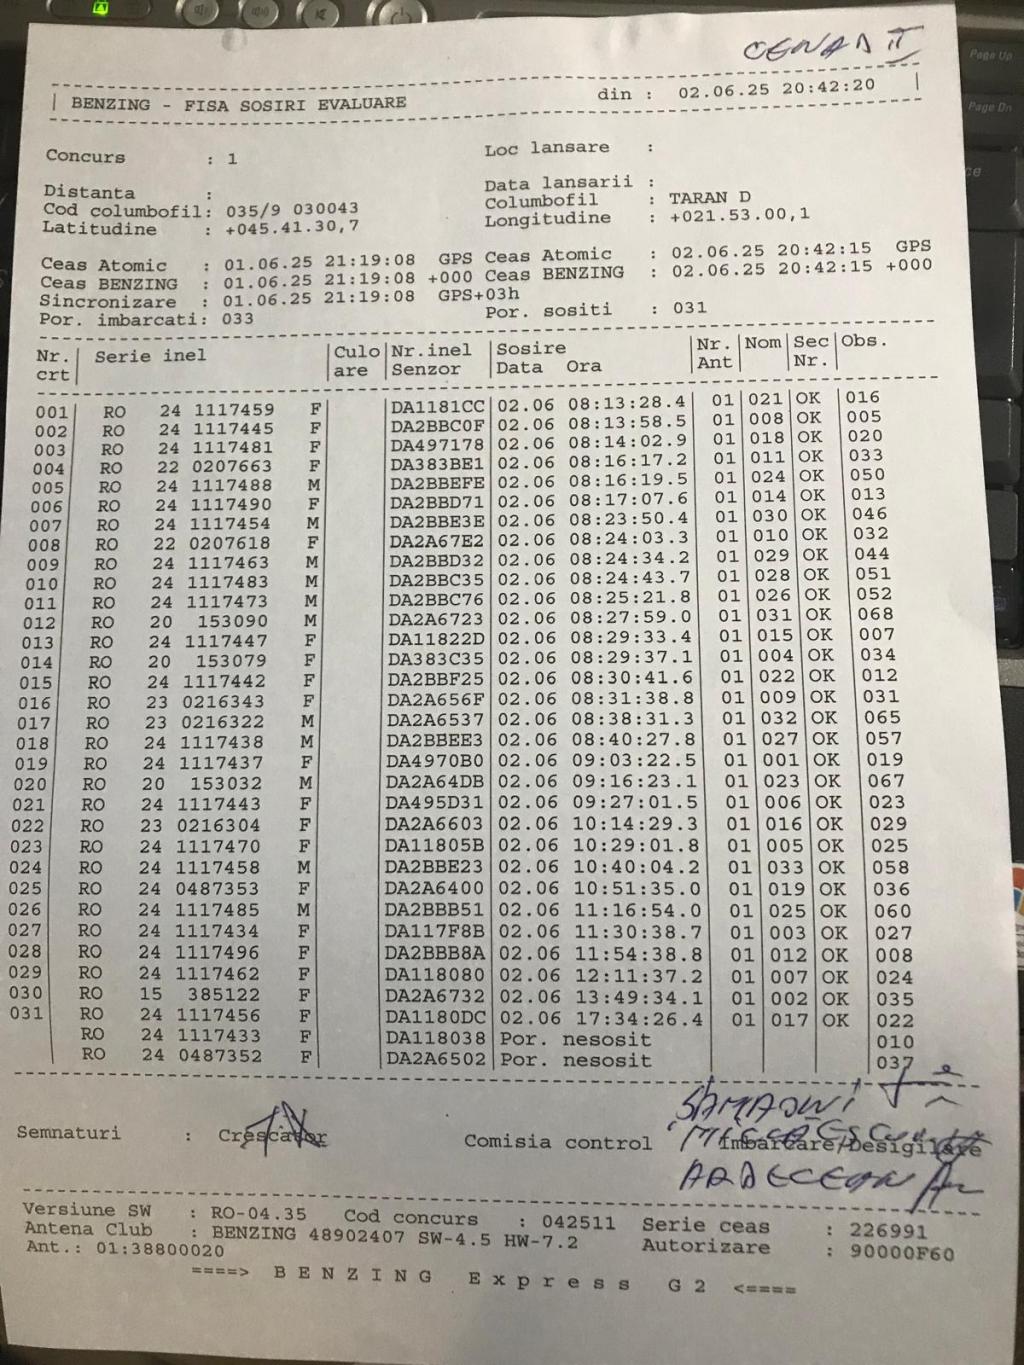 CENAD II
| BENZING - FISA SOSIRI EVALUARE din : 02.06.25 20:42:20 |
Concurs : 1 Loc lansare :
Distanta : Data lansarii :
Cod columbofil: 035/9 030043 Columbofil : TARAN D
Latitudine : +045.41.30,7 Longitudine : +021.53.00,1
Ceas Atomic : 01.06.25 21:19:08 GPS Ceas Atomic : 02.06.25 20:42:15 GPS
Ceas BENZING : 01.06.25 21:19:08 +000 Ceas BENZING : 02.06.25 20:42:15 +000
Sincronizare : 01.06.25 21:19:08 GPS+03h
Por. imbarcati: 033 Por. sositi : 031
Nr. | Serie inel | Culo | Nr.inel | Sosire | Nr. | Nom | Sec | Obs.
crt | | are | Senzor | Data Ora | Ant | | Nr. |
001 RO 24 1117459 F DA1181CC 02.06 08:13:28.4 01 021 OK 016
002 RO 24 1117445 F DA2BBC0F 02.06 08:13:58.5 01 008 OK 005
003 RO 24 1117481 F DA497178 02.06 08:14:02.9 01 018 OK 020
004 RO 22 0207663 F DA383BE1 02.06 08:16:17.2 01 011 OK 033
005 RO 24 1117488 M DA2BBEFE 02.06 08:16:19.5 01 024 OK 050
006 RO 24 1117490 F DA2BBD71 02.06 08:17:07.6 01 014 OK 013
007 RO 24 1117454 M DA2BBE3E 02.06 08:23:50.4 01 030 OK 046
008 RO 22 0207618 F DA2A67E2 02.06 08:24:03.3 01 010 OK 032
009 RO 24 1117463 M DA2BBD32 02.06 08:24:34.2 01 029 OK 044
010 RO 24 1117483 M DA2BBC35 02.06 08:24:43.7 01 028 OK 051
011 RO 24 1117473 M DA2BBC76 02.06 08:25:21.8 01 026 OK 052
012 RO 20 153090 M DA2A6723 02.06 08:27:59.0 01 031 OK 068
013 RO 24 1117447 F DA11822D 02.06 08:29:33.4 01 015 OK 007
014 RO 20 153079 F DA383C35 02.06 08:29:37.1 01 004 OK 034
015 RO 24 1117442 F DA2BBF25 02.06 08:30:41.6 01 022 OK 012
016 RO 23 0216343 F DA2A656F 02.06 08:31:38.8 01 009 OK 031
017 RO 23 0216322 M DA2A6537 02.06 08:38:31.3 01 032 OK 065
018 RO 24 1117438 M DA2BBEE3 02.06 08:40:27.8 01 027 OK 057
019 RO 24 1117437 F DA4970B0 02.06 09:03:22.5 01 001 OK 019
020 RO 20 153032 M DA2A64DB 02.06 09:16:23.1 01 023 OK 067
021 RO 24 1117443 F DA495D31 02.06 09:27:01.5 01 006 OK 023
022 RO 23 0216304 F DA2A6603 02.06 10:14:29.3 01 016 OK 029
023 RO 24 1117470 F DA11805B 02.06 10:29:01.8 01 005 OK 025
024 RO 24 1117458 M DA2BBE23 02.06 10:40:04.2 01 033 OK 058
025 RO 24 0487353 F DA2A6400 02.06 10:51:35.0 01 019 OK 036
026 RO 24 1117485 M DA2BBB51 02.06 11:16:54.0 01 025 OK 060
027 RO 24 1117434 F DA117F8B 02.06 11:30:38.7 01 003 OK 027
028 RO 24 1117496 F DA2BBB8A 02.06 11:54:38.8 01 012 OK 008
029 RO 24 1117462 F DA118080 02.06 12:11:37.2 01 007 OK 024
030 RO 15 385122 F DA2A6732 02.06 13:49:34.1 01 002 OK 035
031 RO 24 1117456 F DA1180DC 02.06 17:34:26.4 01 017 OK 022
RO 24 1117433 F DA118038 Por. nesosit 010
RO 24 0487352 F DA2A6502 Por. nesosit 037
Semnaturi : Crescator Comisia control Imbarcare/Desigilare
Versiune SW : RO-04.35 Cod concurs : 042511 Serie ceas : 226991
Antena Club : BENZING 48902407 SW-4.5 HW-7.2 Autorizare : 90000F60
Ant.: 01:38800020
====> B E N Z I N G E x p r e s s G 2 <====
Page Up
Page Dn